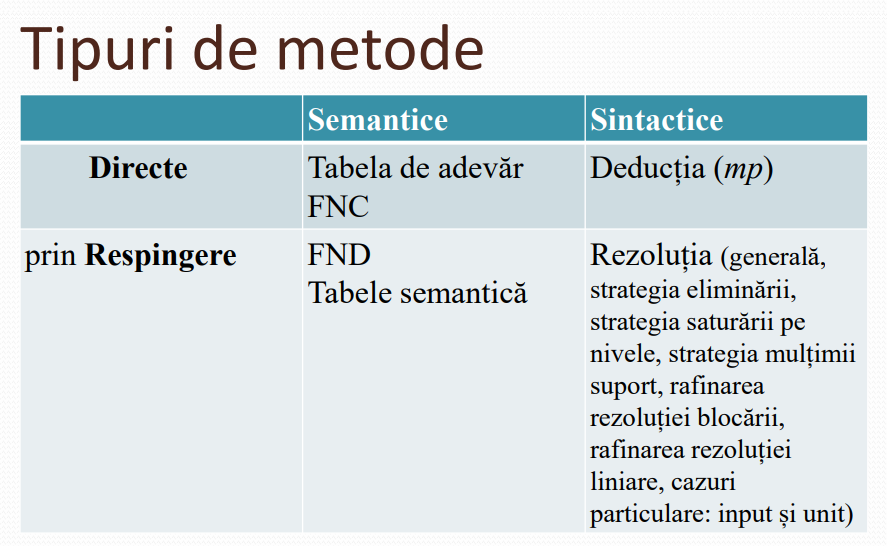 Tipuri de metode
Semantice
Sintactice
Directe
Tabela de adevăr
FNC
Deducția (mp)
prin Respingere
FND
Tabele semantică
Rezoluția (generală,
strategia eliminării,
strategia saturării pe
nivele, strategia mulțimii
suport, rafinarea
rezoluției blocării,
rafinarea rezoluției
liniare, cazuri
particulare: input și unit)